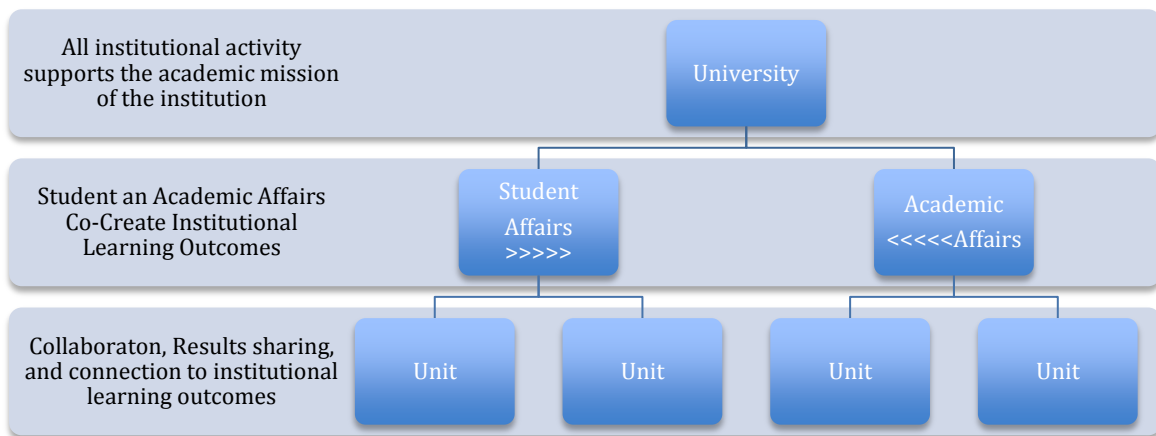 All institutional activity
supports the academic mission
of the institution
University
Student an Academic Affairs
Co-Create Institutional
Learning Outcomes
Student
Affairs
>>>>>
Academic
<<<<<Affairs
Collaboraton, Results sharing,
and connection to institutional
learning outcomes
Unit
Unit
Unit
Unit